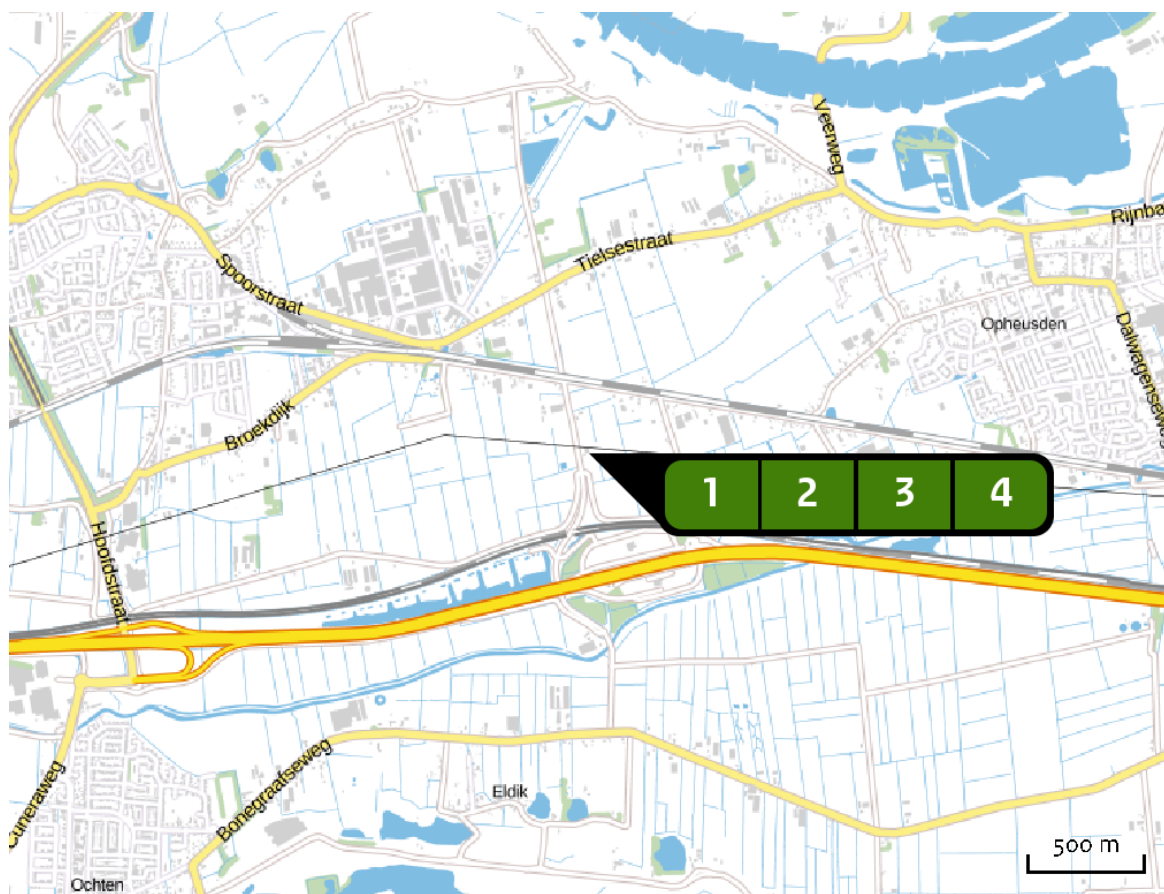 Veenweg
Rijnba
Tielsestraat
Spoorstraat
Opheusden
Dalwagenseweg
Broekdijk
1 2 3 4
Hoofdstraat
Cuneraweg
Bonegraafseweg
Eldik
500 m
Ochten